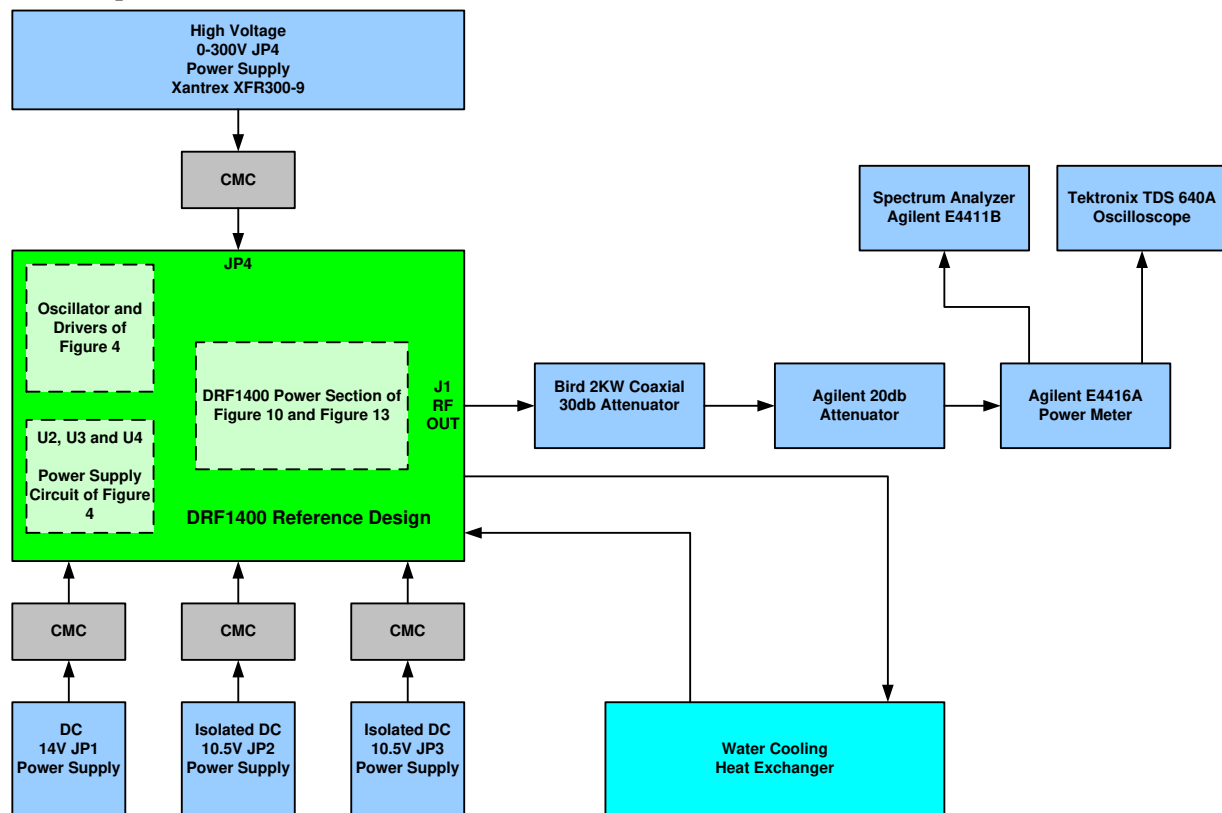 High Voltage
0-300V JP4
Power Supply
Xantrex XFR300-9
CMC
Spectrum Analyzer
Agilent E4411B
Tektronix TDS 640A
Oscilloscope
JP4
Oscillator and
Drivers of
Figure 4
DRF1400 Power Section of
Figure 10 and Figure 13
J1
RF
OUT
Bird 2KW Coaxial
30db Attenuator
Agilent 20db
Attenuator
Agilent E4416A
Power Meter
U2, U3 and U4
Power Supply
Circuit of Figure
4
DRF1400 Reference Design
CMC
CMC
CMC
DC
14V JP1
Power Supply
Isolated DC
10.5V JP2
Power Supply
Isolated DC
10.5V JP3
Power Supply
Water Cooling
Heat Exchanger